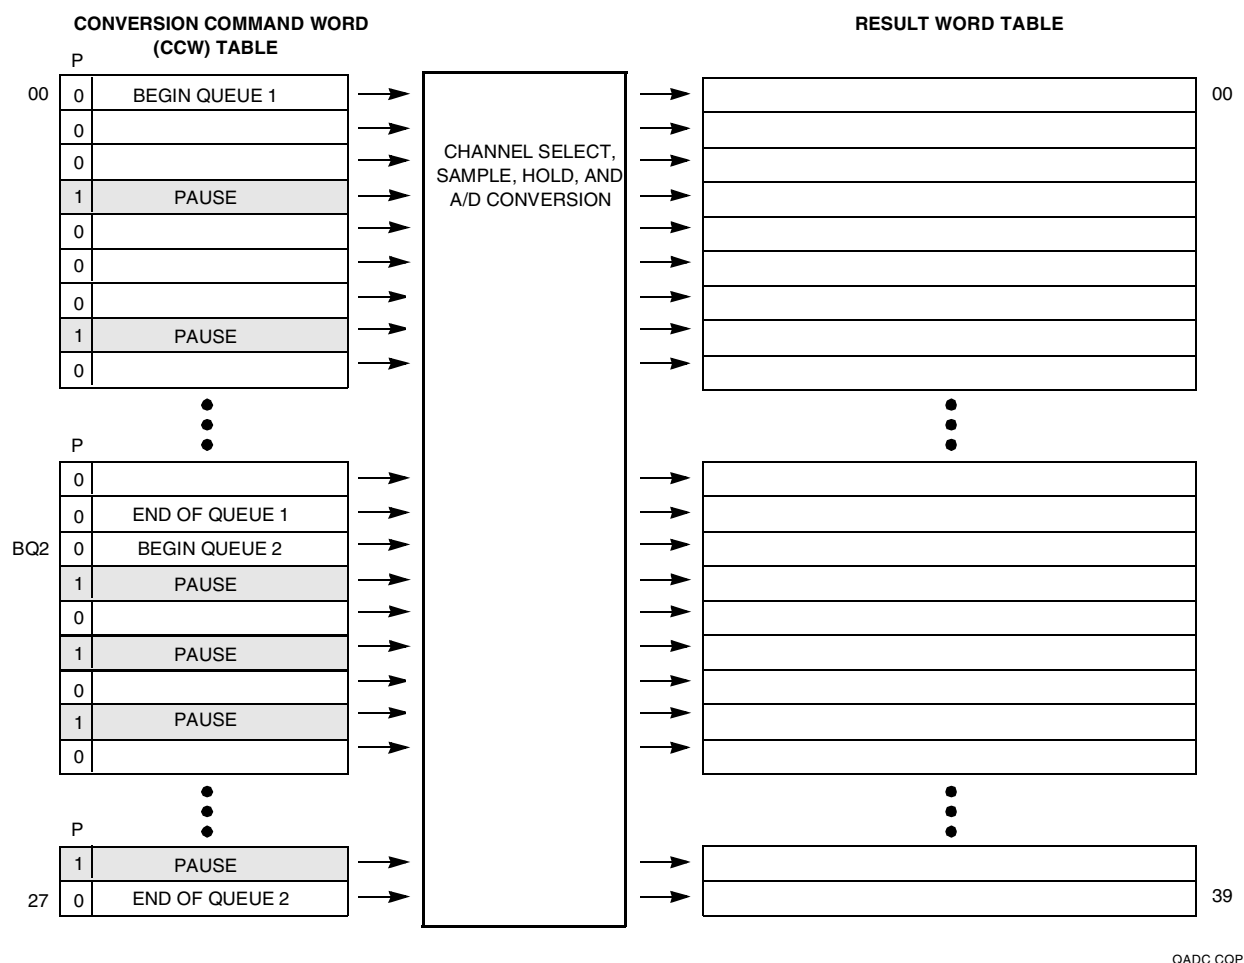 CONVERSION COMMAND WORD
(CCW) TABLE
RESULT WORD TABLE
P
00 0 BEGIN QUEUE 1 00
0
0
1 PAUSE
0
0
0
1 PAUSE
0
CHANNEL SELECT,
SAMPLE, HOLD, AND
A/D CONVERSION
P
0
0 END OF QUEUE 1
BQ2 0 BEGIN QUEUE 2
1 PAUSE
0
1 PAUSE
0
1 PAUSE
0
P
1 PAUSE
27 0 END OF QUEUE 2 39
QADC CQP